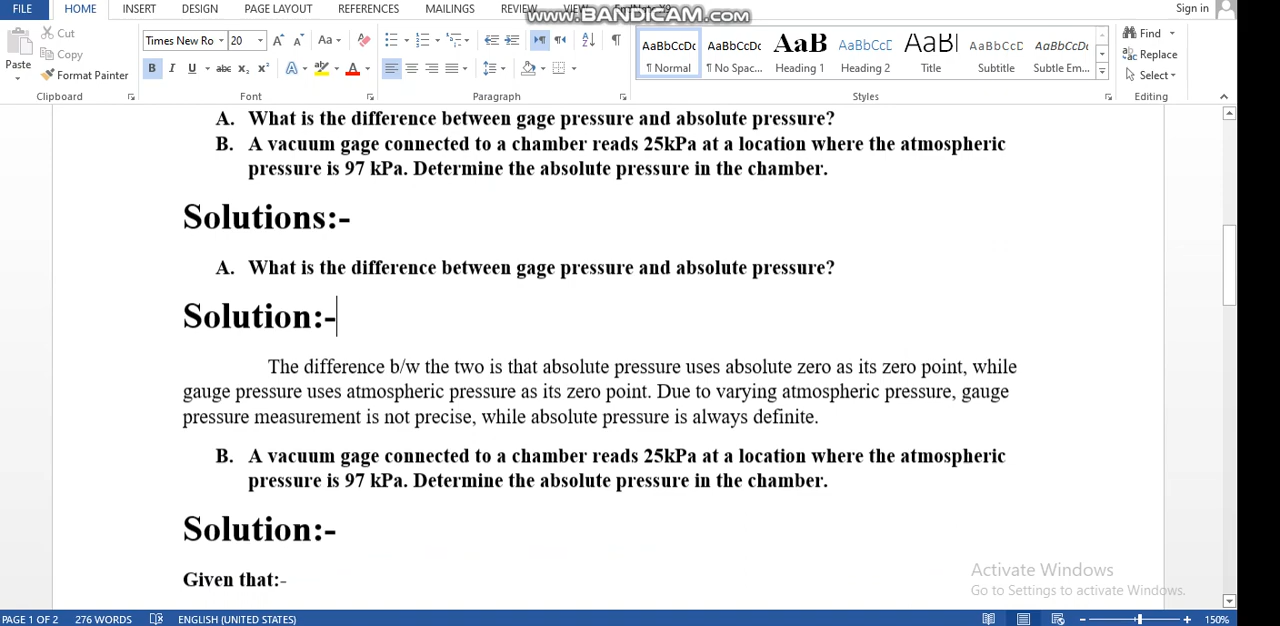 www.BANDICAM.com
FILE HOME INSERT DESIGN PAGE LAYOUT REFERENCES MAILINGS REVIEW VIEW Sign in
Cut
Copy
Format Painter
Paste
Clipboard
Times New Ro 20 Aa
B I U abc X₂ X² A ab A
Font
Paragraph
AaBbCcDc AaBbCcDc AaB AaBbCcE AaBl AaBbCcD AaBbCcDc
¶ Normal ¶ No Spac... Heading 1 Heading 2 Title Subtitle Subtle Em...
Styles
Find
Replace
Select
Editing
A. What is the difference between gage pressure and absolute pressure?
B. A vacuum gage connected to a chamber reads 25kPa at a location where the atmospheric
pressure is 97 kPa. Determine the absolute pressure in the chamber.
Solutions:-
A. What is the difference between gage pressure and absolute pressure?
Solution:-
The difference b/w the two is that absolute pressure uses absolute zero as its zero point, while
gauge pressure uses atmospheric pressure as its zero point. Due to varying atmospheric pressure, gauge
pressure measurement is not precise, while absolute pressure is always definite.
B. A vacuum gage connected to a chamber reads 25kPa at a location where the atmospheric
pressure is 97 kPa. Determine the absolute pressure in the chamber.
Solution:-
Given that:-
Activate Windows
Go to Settings to activate Windows.
PAGE 1 OF 2 276 WORDS ENGLISH (UNITED STATES) 150%